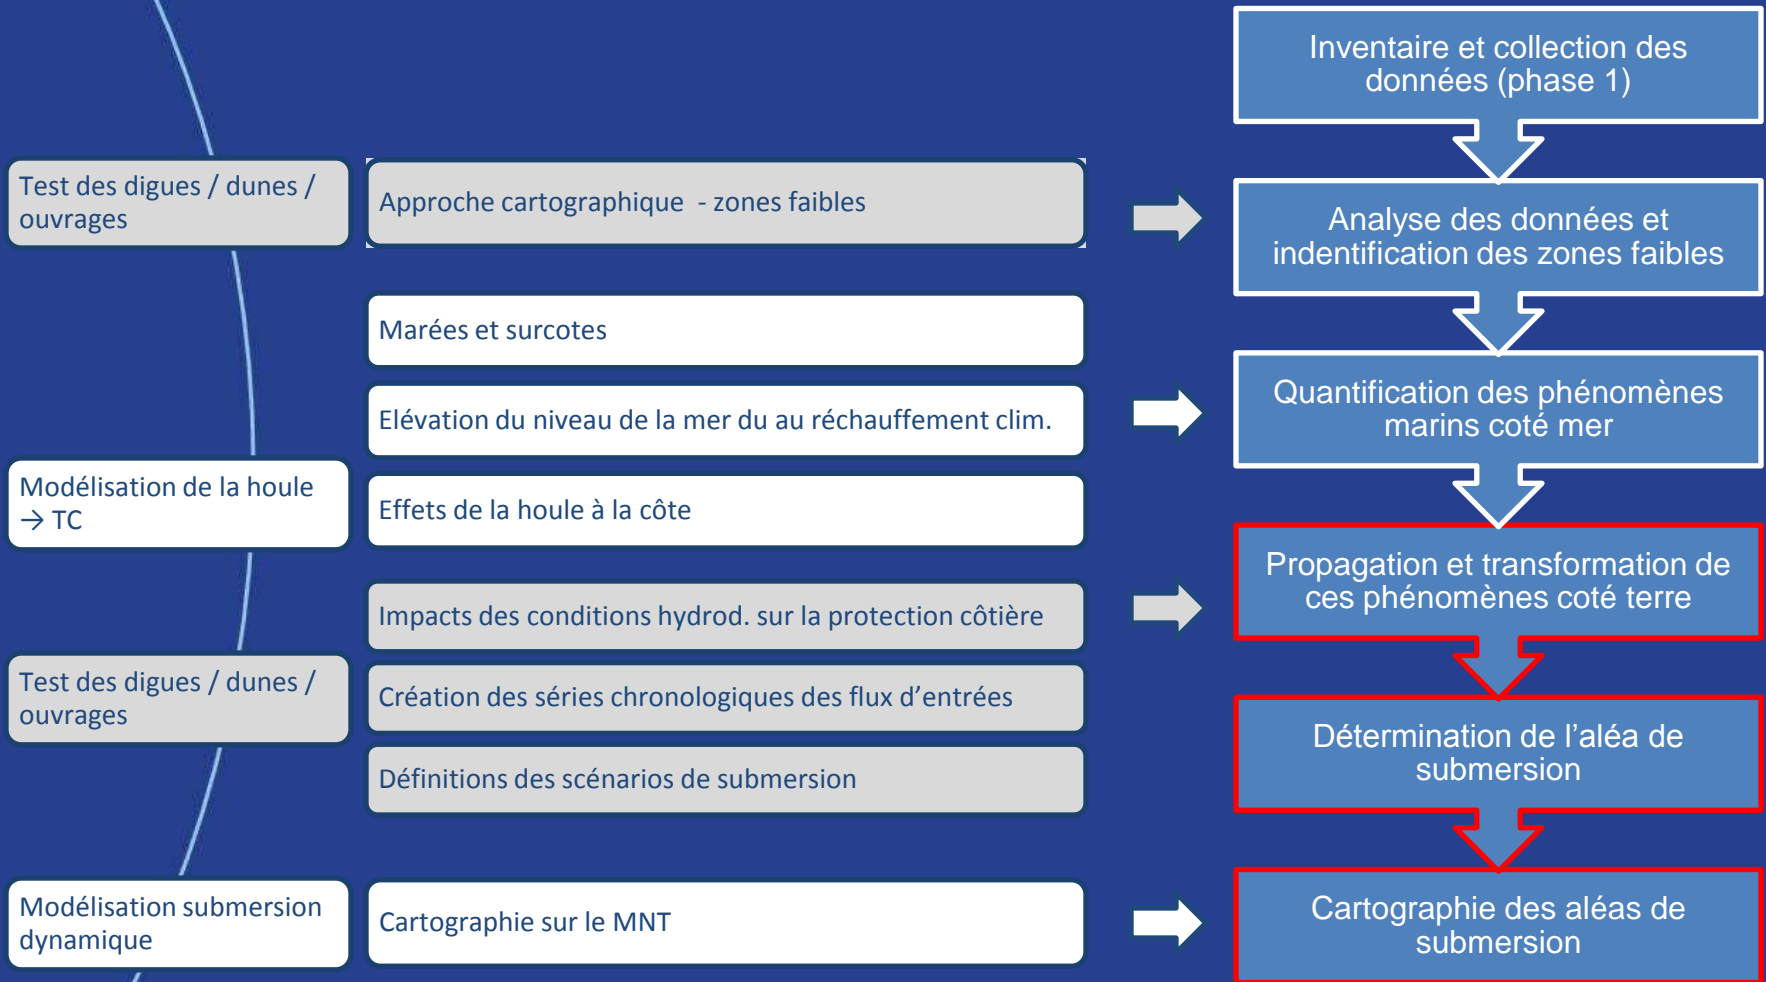 Inventaire et collection des
données (phase 1)
Test des digues / dunes /
ouvrages
Approche cartographique - zones faibles
Analyse des données et
indentification des zones faibles
Marées et surcotes
Elévation du niveau de la mer du au réchauffement clim.
Quantification des phénomènes
marins coté mer
Modélisation de la houle
→ TC
Effets de la houle à la côte
Propagation et transformation de
ces phénomènes coté terre
Impacts des conditions hydrod. sur la protection côtière
Test des digues / dunes /
ouvrages
Création des séries chronologiques des flux d’entrées
Définitions des scénarios de submersion
Détermination de l’aléa de
submersion
Modélisation submersion
dynamique
Cartographie sur le MNT
Cartographie des aléas de
submersion